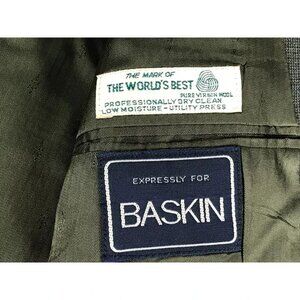 THE MARK OF
THE WORLD'S BEST
PURE VIRGIN WOOL
PROFESSIONALLY DRY CLEAN
LOW MOISTURE - UTILITY PRESS
EXPRESSLY FOR
BASKIN